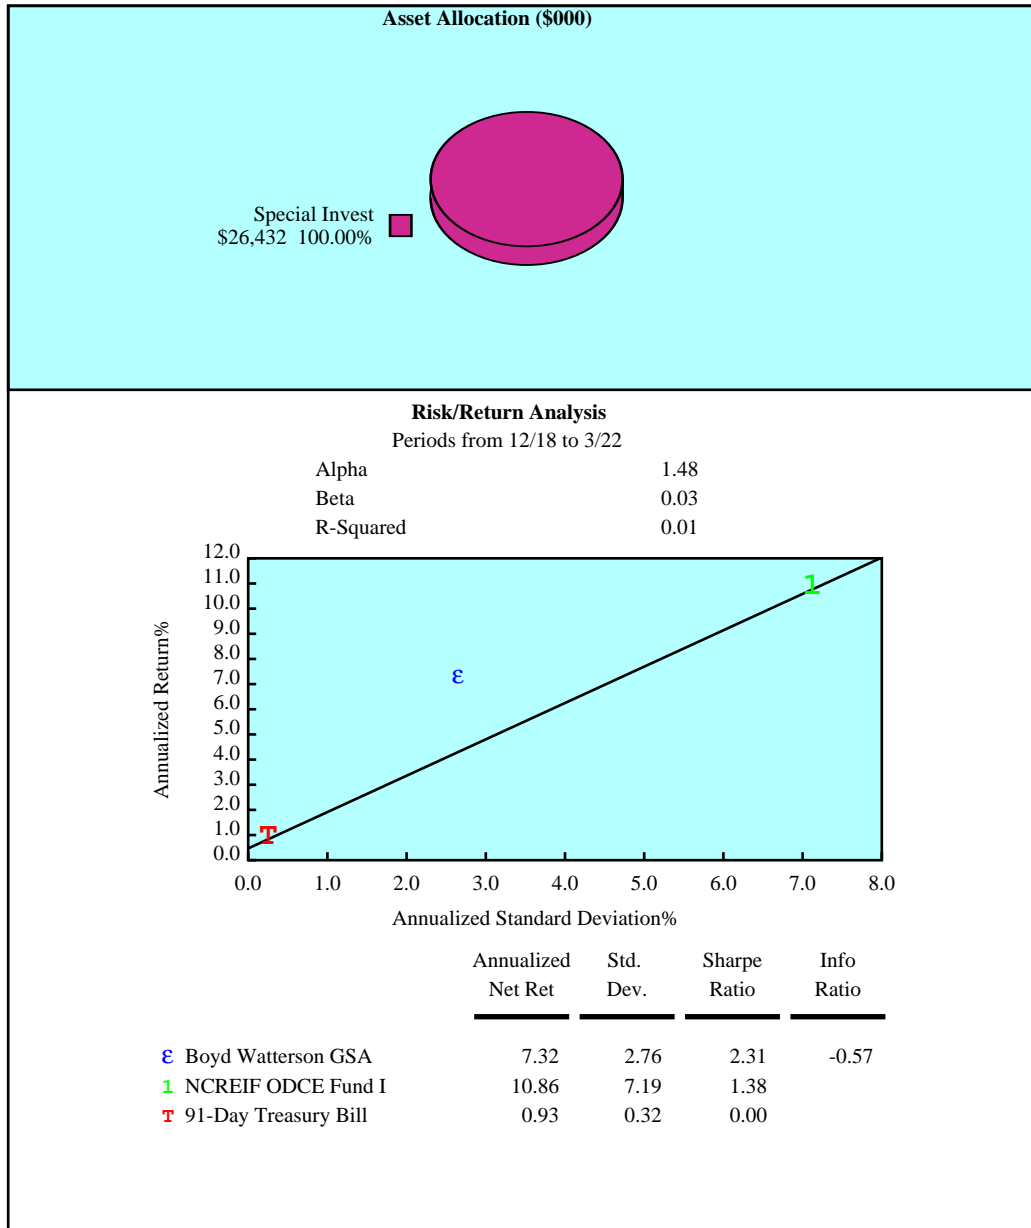 Asset Allocation ($000)
Special Invest
$26,432 100.00%
Risk/Return Analysis
Periods from 12/18 to 3/22
Alpha 1.48
Beta 0.03
R-Squared 0.01
12.0
11.0
10.0
9.0
8.0
7.0
6.0
5.0
4.0
3.0
2.0
1.0
0.0
Annualized Return%
1
ε
T
0.0 1.0 2.0 3.0 4.0 5.0 6.0 7.0 8.0
Annualized Standard Deviation%
Annualized Std. Sharpe Info
Net Ret Dev. Ratio Ratio
ε Boyd Watterson GSA 7.32 2.76 2.31 -0.57
1 NCREIF ODCE Fund I 10.86 7.19 1.38
T 91-Day Treasury Bill 0.93 0.32 0.00